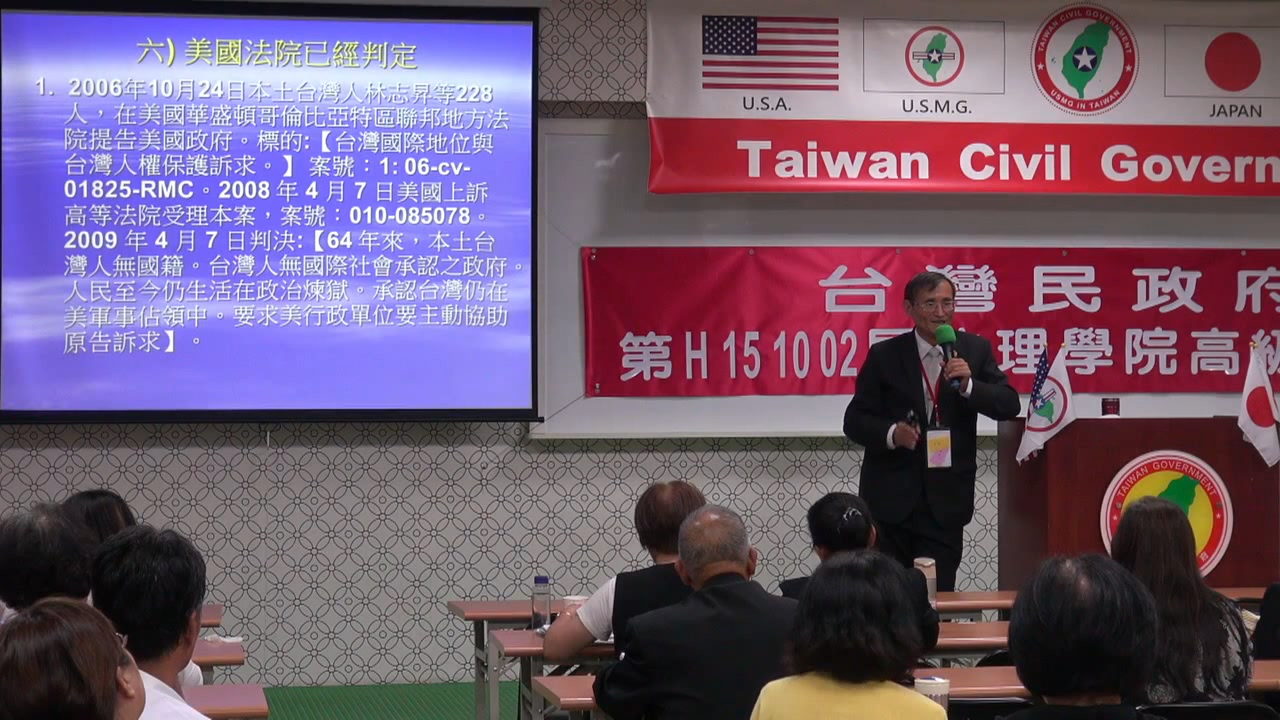 六) 美國法院已經判定
1. 2006年10月24日本土台灣人林志昇等228
人，在美國華盛頓哥倫比亞特區聯邦地方法
院提告美國政府。標的:【台灣國際地位與
台灣人權保護訴求。】案號：1: 06-cv-
01825-RMC。2008 年 4 月 7 日美國上訴
高等法院受理本案，案號：010-085078。
2009 年 4 月 7 日判決:【64 年來，本土台
灣人無國籍。台灣人無國際社會承認之政府。
人民至今仍生活在政治煉獄。承認台灣仍在
美軍事佔領中。要求美行政單位要主動協助
原告訴求】。
TAIWAN CIVIL GOVERNMENT
USMG IN TAIWAN
U.S.A.
U.S.M.G.
JAPAN
Taiwan Civil Govern
台灣民政府
第H 15 10 02
理學院高級
TAIWAN GOVERNMENT